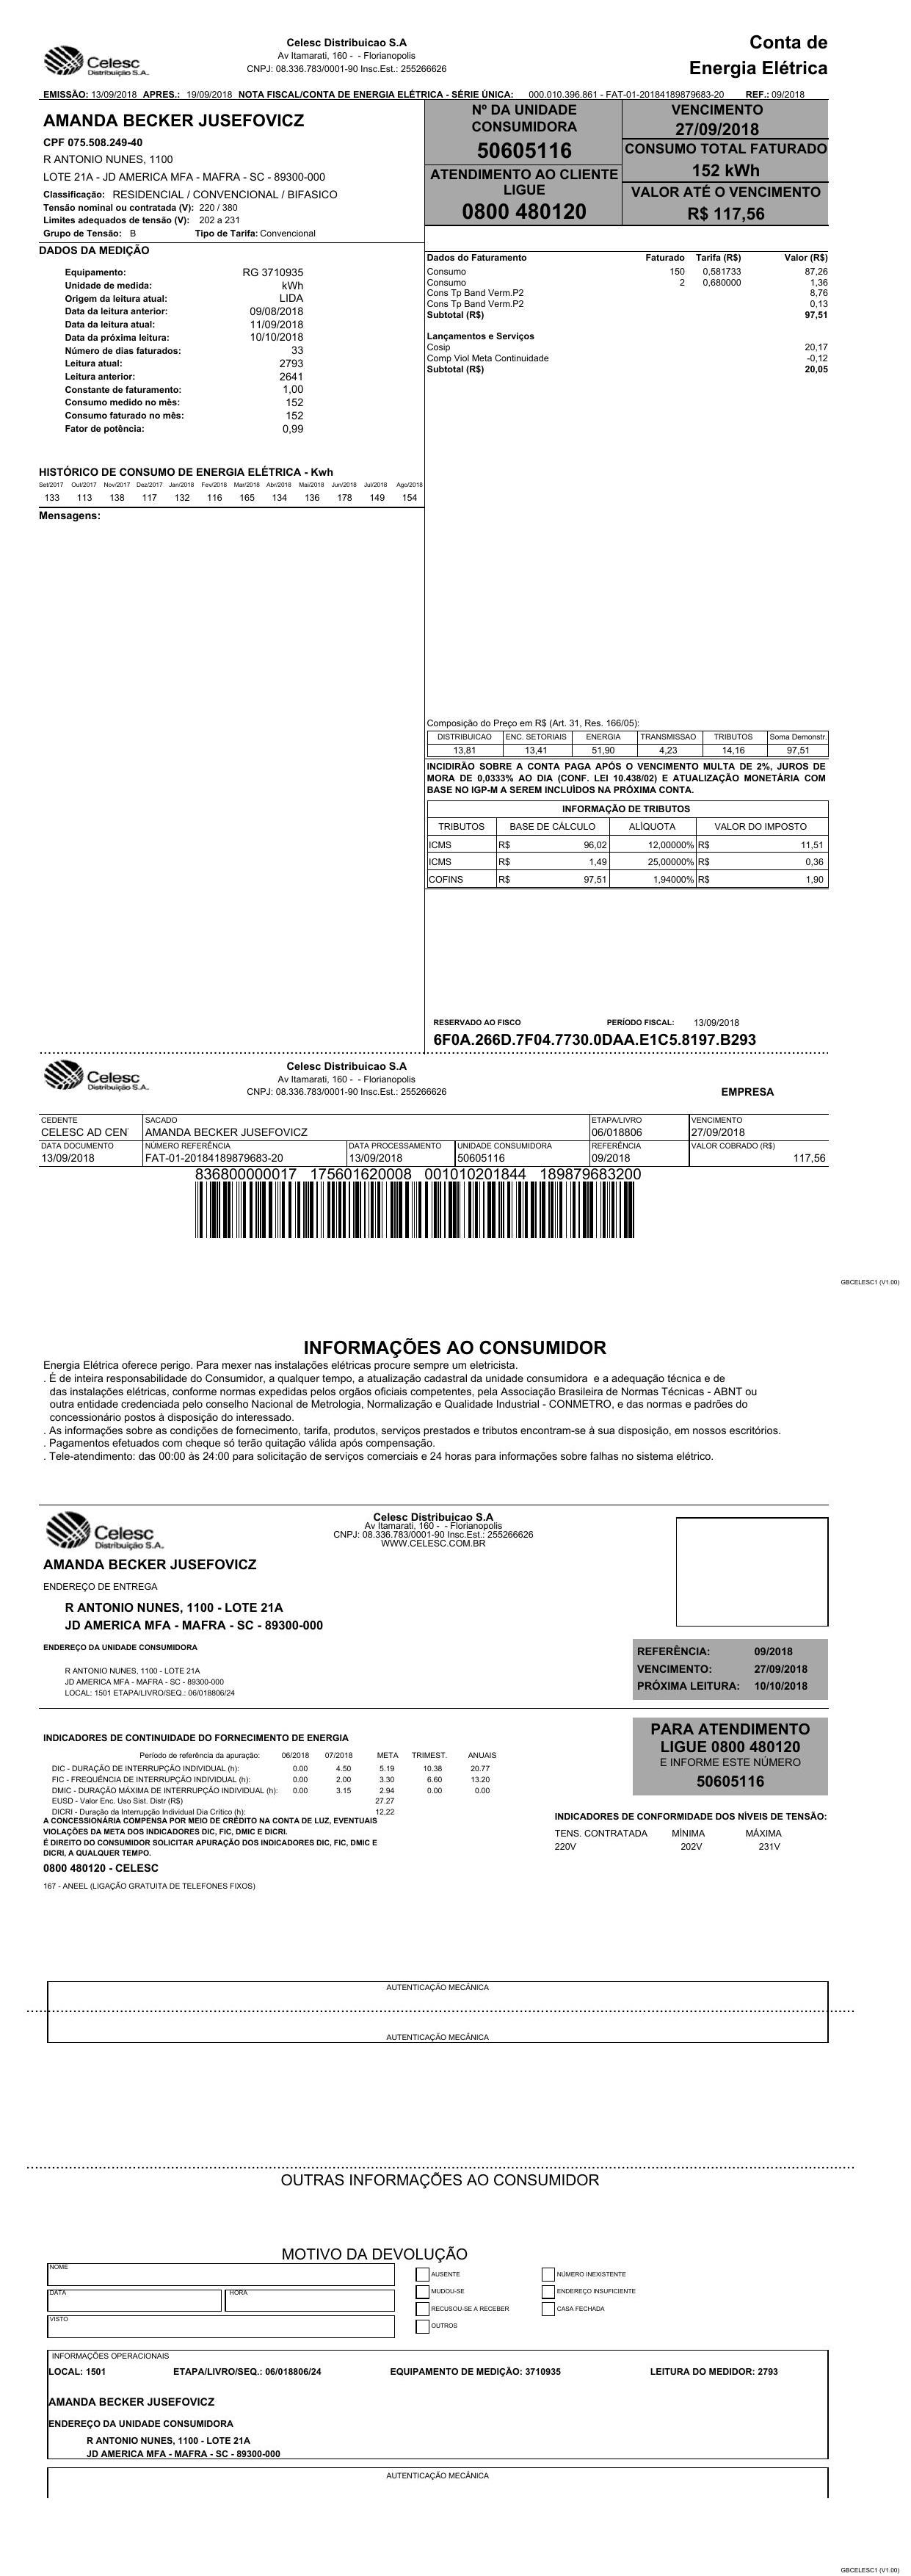 Celesc
Distribuição S.A.
Celesc Distribuicao S.A
Av Itamarati, 160 - - Florianopolis
CNPJ: 08.336.783/0001-90 Insc.Est.: 255266626
Conta de
Energia Elétrica
EMISSÃO: 13/09/2018 APRES.: 19/09/2018 NOTA FISCAL/CONTA DE ENERGIA ELÉTRICA - SÉRIE ÚNICA: 000.010.396.861 - FAT-01-20184189879683-20 REF.: 09/2018
AMANDA BECKER JUSEFOVICZ
CPF 075.508.249-40
R ANTONIO NUNES, 1100
LOTE 21A - JD AMERICA MFA - MAFRA - SC - 89300-000
Classificação: RESIDENCIAL / CONVENCIONAL / BIFASICO
Tensão nominal ou contratada (V): 220 / 380
Limites adequados de tensão (V): 202 a 231
Grupo de Tensão: B Tipo de Tarifa: Convencional
Nº DA UNIDADE
CONSUMIDORA
50605116
ATENDIMENTO AO CLIENTE
LIGUE
0800 480120
VENCIMENTO
27/09/2018
CONSUMO TOTAL FATURADO
152 kWh
VALOR ATÉ O VENCIMENTO
R$ 117,56
DADOS DA MEDIÇÃO
Equipamento: RG 3710935
Unidade de medida: kWh
Origem da leitura atual: LIDA
Data da leitura anterior: 09/08/2018
Data da leitura atual: 11/09/2018
Data da próxima leitura: 10/10/2018
Número de dias faturados: 33
Leitura atual: 2793
Leitura anterior: 2641
Constante de faturamento: 1,00
Consumo medido no mês: 152
Consumo faturado no mês: 152
Fator de potência: 0,99
HISTÓRICO DE CONSUMO DE ENERGIA ELÉTRICA - Kwh
Set/2017 Out/2017 Nov/2017 Dez/2017 Jan/2018 Fev/2018 Mar/2018 Abr/2018 Mai/2018 Jun/2018 Jul/2018 Ago/2018
133 113 138 117 132 116 165 134 136 178 149 154
Mensagens:
Dados do Faturamento Faturado Tarifa (R$) Valor (R$)
Consumo 150 0,581733 87,26
Consumo 2 0,680000 1,36
Cons Tp Band Verm.P2 8,76
Cons Tp Band Verm.P2 0,13
Subtotal (R$) 97,51
Lançamentos e Serviços
Cosip 20,17
Comp Viol Meta Continuidade -0,12
Subtotal (R$) 20,05
Composição do Preço em R$ (Art. 31, Res. 166/05):
DISTRIBUICAO ENC. SETORIAIS ENERGIA TRANSMISSAO TRIBUTOS Soma Demonstr.
13,81 13,41 51,90 4,23 14,16 97,51
INCIDIRÃO SOBRE A CONTA PAGA APÓS O VENCIMENTO MULTA DE 2%, JUROS DE
MORA DE 0,0333% AO DIA (CONF. LEI 10.438/02) E ATUALIZAÇÃO MONETÁRIA COM
BASE NO IGP-M A SEREM INCLUÍDOS NA PRÓXIMA CONTA.
INFORMAÇÃO DE TRIBUTOS
TRIBUTOS BASE DE CÁLCULO ALÍQUOTA VALOR DO IMPOSTO
ICMS R$ 96,02 12,00000% R$ 11,51
ICMS R$ 1,49 25,00000% R$ 0,36
COFINS R$ 97,51 1,94000% R$ 1,90
RESERVADO AO FISCO PERÍODO FISCAL: 13/09/2018
6F0A.266D.7F04.7730.0DAA.E1C5.8197.B293
Celesc
Distribuição S.A.
Celesc Distribuicao S.A
Av Itamarati, 160 - - Florianopolis
CNPJ: 08.336.783/0001-90 Insc.Est.: 255266626
EMPRESA
CEDENTE SACADO ETAPA/LIVRO VENCIMENTO
CELESC AD CEN AMANDA BECKER JUSEFOVICZ 06/018806 27/09/2018
DATA DOCUMENTO NÚMERO REFERÊNCIA DATA PROCESSAMENTO UNIDADE CONSUMIDORA REFERÊNCIA VALOR COBRADO (R$)
13/09/2018 FAT-01-20184189879683-20 13/09/2018 50605116 09/2018 117,56
836800000017 175601620008 001010201844 189879683200
GBCELESC1 (V1.00)
INFORMAÇÕES AO CONSUMIDOR
Energia Elétrica oferece perigo. Para mexer nas instalações elétricas procure sempre um eletricista.
. É de inteira responsabilidade do Consumidor, a qualquer tempo, a atualização cadastral da unidade consumidora e a adequação técnica e de
das instalações elétricas, conforme normas expedidas pelos orgãos oficiais competentes, pela Associação Brasileira de Normas Técnicas - ABNT ou
outra entidade credenciada pelo conselho Nacional de Metrologia, Normalização e Qualidade Industrial - CONMETRO, e das normas e padrões do
concessionário postos à disposição do interessado.
. As informações sobre as condições de fornecimento, tarifa, produtos, serviços prestados e tributos encontram-se à sua disposição, em nossos escritórios.
. Pagamentos efetuados com cheque só terão quitação válida após compensação.
. Tele-atendimento: das 00:00 às 24:00 para solicitação de serviços comerciais e 24 horas para informações sobre falhas no sistema elétrico.
Celesc
Distribuição S.A.
Celesc Distribuicao S.A
Av Itamarati, 160 - - Florianopolis
CNPJ: 08.336.783/0001-90 Insc.Est.: 255266626
WWW.CELESC.COM.BR
AMANDA BECKER JUSEFOVICZ
ENDEREÇO DE ENTREGA
R ANTONIO NUNES, 1100 - LOTE 21A
JD AMERICA MFA - MAFRA - SC - 89300-000
ENDEREÇO DA UNIDADE CONSUMIDORA
R ANTONIO NUNES, 1100 - LOTE 21A
JD AMERICA MFA - MAFRA - SC - 89300-000
LOCAL: 1501 ETAPA/LIVRO/SEQ.: 06/018806/24
REFERÊNCIA: 09/2018
VENCIMENTO: 27/09/2018
PRÓXIMA LEITURA: 10/10/2018
INDICADORES DE CONTINUIDADE DO FORNECIMENTO DE ENERGIA
Período de referência da apuração: 06/2018 07/2018 META TRIMEST. ANUAIS
DIC - DURAÇÃO DE INTERRUPÇÃO INDIVIDUAL (h): 0.00 4.50 5.19 10.38 20.77
FIC - FREQUÊNCIA DE INTERRUPÇÃO INDIVIDUAL (h): 0.00 2.00 3.30 6.60 13.20
DMIC - DURAÇÃO MÁXIMA DE INTERRUPÇÃO INDIVIDUAL (h): 0.00 3.15 2.94 0.00 0.00
EUSD - Valor Enc. Uso Sist. Distr (R$) 27.27
DICRI - Duração da Interrupção Individual Dia Crítico (h): 12,22
A CONCESSIONÁRIA COMPENSA POR MEIO DE CRÉDITO NA CONTA DE LUZ, EVENTUAIS
VIOLAÇÕES DA META DOS INDICADORES DIC, FIC, DMIC E DICRI.
É DIREITO DO CONSUMIDOR SOLICITAR APURAÇÃO DOS INDICADORES DIC, FIC, DMIC E
DICRI, A QUALQUER TEMPO.
0800 480120 - CELESC
167 - ANEEL (LIGAÇÃO GRATUITA DE TELEFONES FIXOS)
PARA ATENDIMENTO
LIGUE 0800 480120
E INFORME ESTE NÚMERO
50605116
INDICADORES DE CONFORMIDADE DOS NÍVEIS DE TENSÃO:
TENS. CONTRATADA MÍNIMA MÁXIMA
220V 202V 231V
AUTENTICAÇÃO MECÂNICA
AUTENTICAÇÃO MECÂNICA
OUTRAS INFORMAÇÕES AO CONSUMIDOR
MOTIVO DA DEVOLUÇÃO
NOME
DATA HORA
VISTO
AUSENTE NÚMERO INEXISTENTE
MUDOU-SE ENDEREÇO INSUFICIENTE
RECUSOU-SE A RECEBER CASA FECHADA
OUTROS
INFORMAÇÕES OPERACIONAIS
LOCAL: 1501 ETAPA/LIVRO/SEQ.: 06/018806/24 EQUIPAMENTO DE MEDIÇÃO: 3710935 LEITURA DO MEDIDOR: 2793
AMANDA BECKER JUSEFOVICZ
ENDEREÇO DA UNIDADE CONSUMIDORA
R ANTONIO NUNES, 1100 - LOTE 21A
JD AMERICA MFA - MAFRA - SC - 89300-000
AUTENTICAÇÃO MECÂNICA
GBCELESC1 (V1.00)